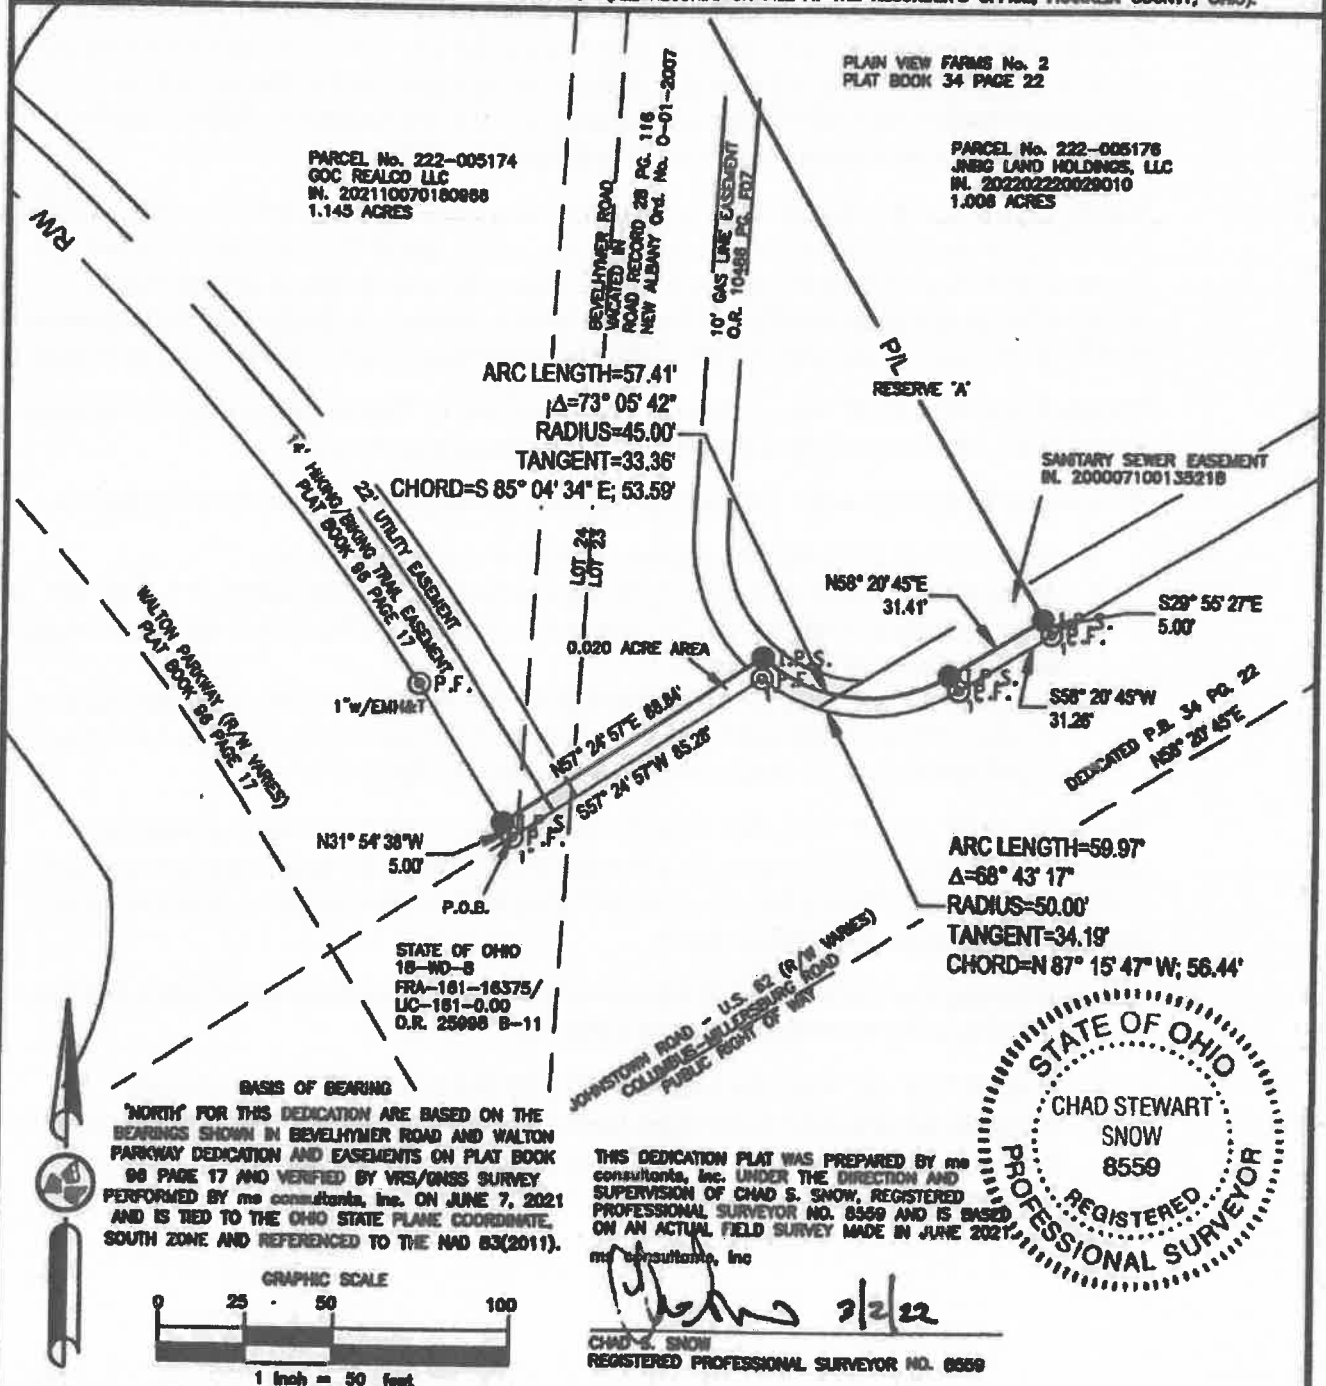 PLAIN VIEW FARMS No. 2
PLAT BOOK 34 PAGE 22
PARCEL No. 222-005174
GOC REALCO LLC
IN. 202110070180968
1.145 ACRES
BEVELHYMER ROAD
VACATED IN
ROAD RECORD 28 PG. 116
NEW ALBANY Ord. No. O-01-2007
10' GAS LINE EASEMENT
O.R. 10488 PG. F07
PARCEL No. 222-005176
JNBG LAND HOLDINGS, LLC
IN. 202202220029010
1.006 ACRES
R/W
P/L
RESERVE "A"
ARC LENGTH=57.41'
Δ=73° 05' 42"
RADIUS=45.00'
TANGENT=33.36'
CHORD=S 85° 04' 34" E; 53.59'
SANITARY SEWER EASEMENT
IN. 200007100135218
14' HIKING/BIKING TRAIL EASEMENT
PLAT BOOK 96 PAGE 17
22' UTILITY EASEMENT
LOT 24
LOT 23
N58° 20' 45"E
31.41'
S29° 55' 27"E
5.00'
WALTON PARKWAY (R/W VARIES)
PLAT BOOK 96 PAGE 17
0.020 ACRE AREA
I.P.S.
I.P.F.
I.P.S.
I.P.F.
I.P.S.
I.P.F.
P.F.
1"w/EMH&T
S58° 20' 45"W
31.26'
DEDICATED P.B. 34 PG. 22
N58° 20' 45"E
N57° 24' 57"E 88.84'
S57° 24' 57"W 85.28'
N31° 54' 38"W
5.00'
I.P.S.
I.P.F.
P.O.B.
ARC LENGTH=59.97'
Δ=68° 43' 17"
RADIUS=50.00'
TANGENT=34.19'
CHORD=N 87° 15' 47" W; 56.44'
STATE OF OHIO
16-WD-8
FRA-161-16375/
LIC-161-0.00
O.R. 25998 B-11
JOHNSTOWN ROAD - U.S. 62 (R/W VARIES)
COLUMBUS-MILLERSBURG ROAD
PUBLIC RIGHT OF WAY
BASIS OF BEARING
"NORTH" FOR THIS DEDICATION ARE BASED ON THE
BEARINGS SHOWN IN BEVELHYMER ROAD AND WALTON
PARKWAY DEDICATION AND EASEMENTS ON PLAT BOOK
96 PAGE 17 AND VERIFIED BY VRS/GNSS SURVEY
PERFORMED BY ms consultants, inc. ON JUNE 7, 2021
AND IS TIED TO THE OHIO STATE PLANE COORDINATE,
SOUTH ZONE AND REFERENCED TO THE NAD 83(2011).
GRAPHIC SCALE
0 25 50 100
1 inch = 50 feet
THIS DEDICATION PLAT WAS PREPARED BY ms
consultants, inc. UNDER THE DIRECTION AND
SUPERVISION OF CHAD S. SNOW, REGISTERED
PROFESSIONAL SURVEYOR NO. 8559 AND IS BASED
ON AN ACTUAL FIELD SURVEY MADE IN JUNE 2021.
ms consultants, inc
3/2/22
CHAD S. SNOW
REGISTERED PROFESSIONAL SURVEYOR NO. 8559
STATE OF OHIO
CHAD STEWART
SNOW
8559
REGISTERED
PROFESSIONAL SURVEYOR